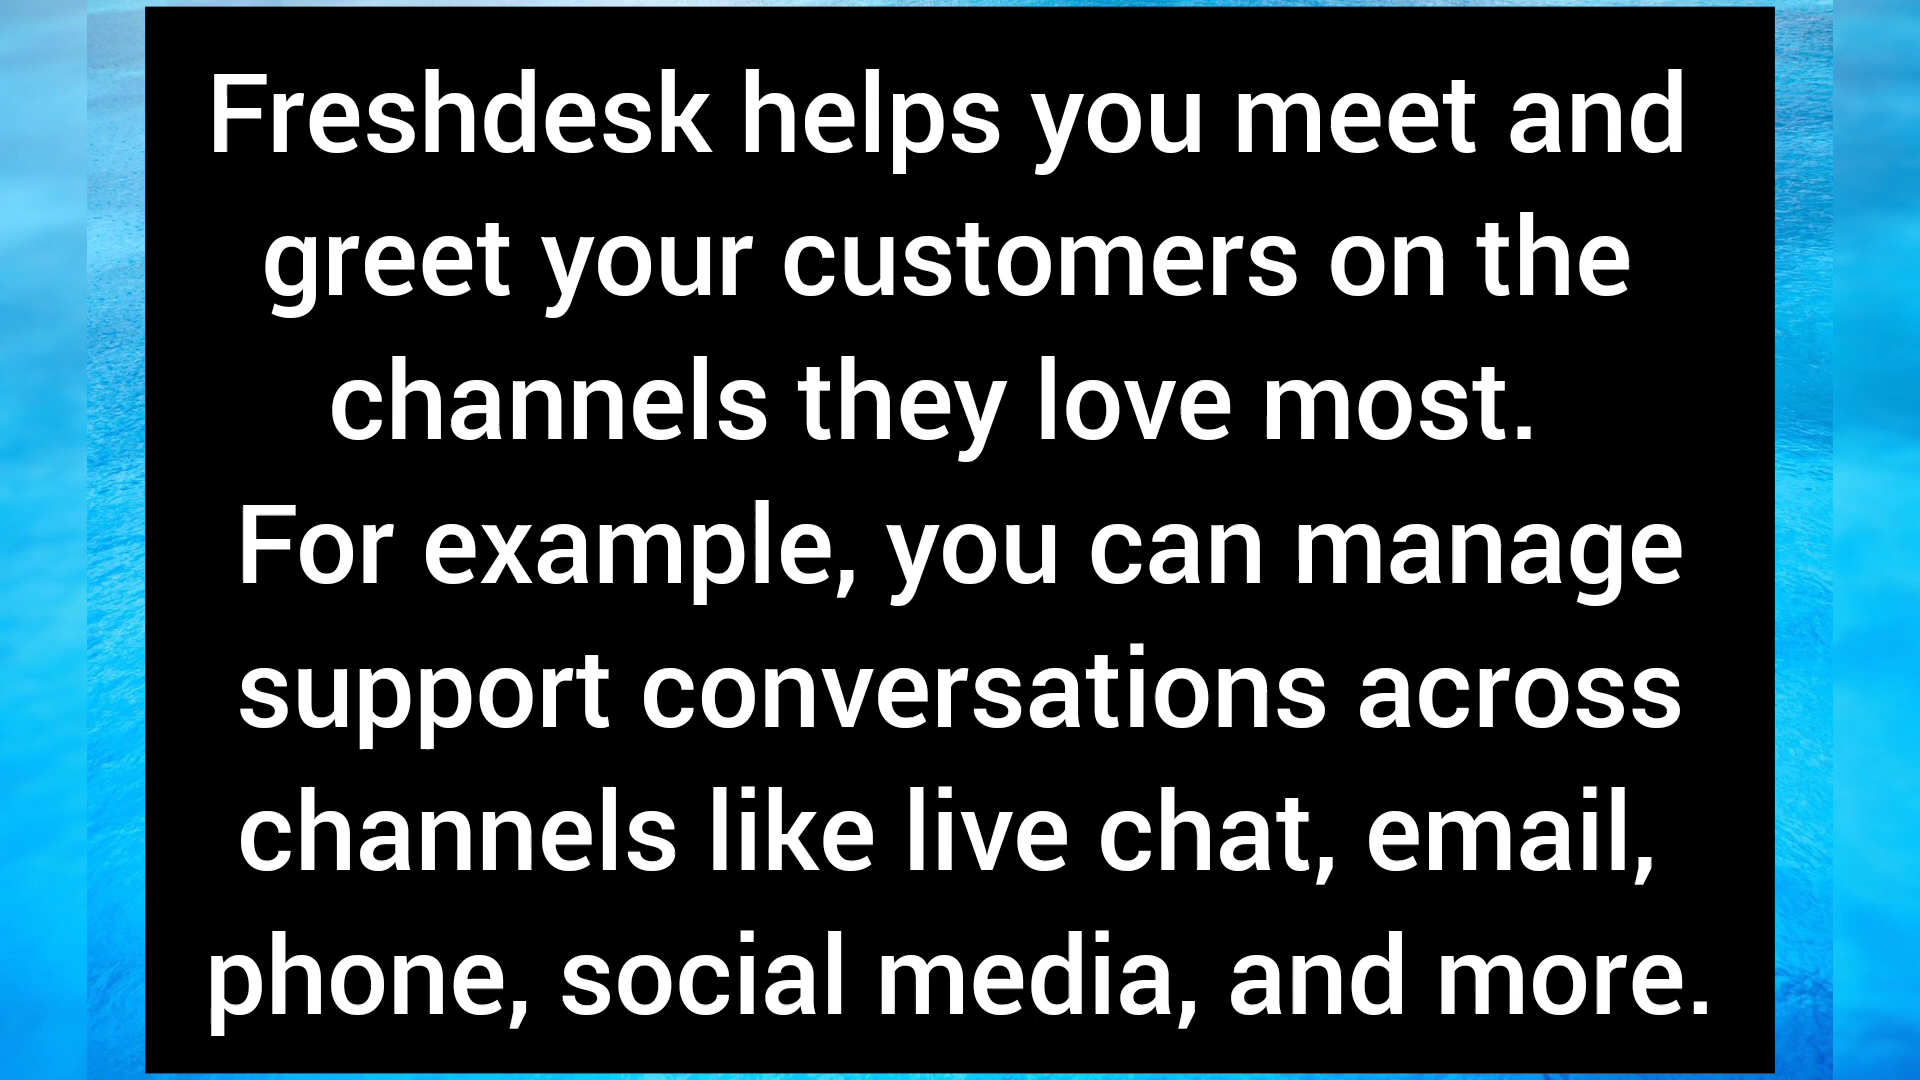 Freshdesk helps you meet and
greet your customers on the
channels they love most.
For example, you can manage
support conversations across
channels like live chat, email,
phone, social media, and more.